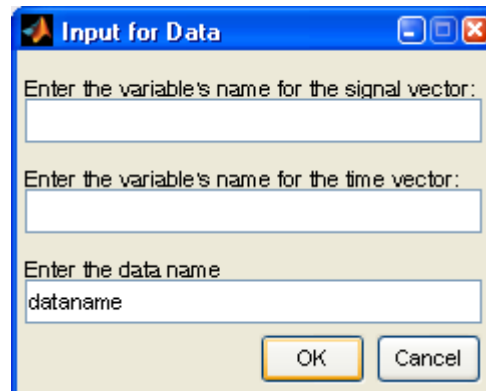 Input for Data
Enter the variable's name for the signal vector:
Enter the variable's name for the time vector:
Enter the data name
dataname
OK
Cancel